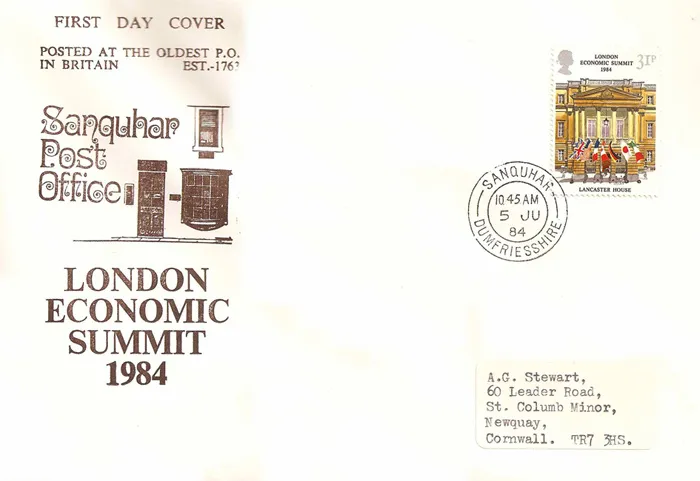 FIRST DAY COVER
POSTED AT THE OLDEST P.O.
IN BRITAIN EST.-1763
Sanquhar
Post
Office
LONDON
ECONOMIC
SUMMIT
1984
LONDON
ECONOMIC SUMMIT
1984
31P
LANCASTER HOUSE
SANQUHAR
10.45 AM
5 JU
84
DUMFRIESSHIRE
A.G. Stewart,
60 Leader Road,
St. Columb Minor,
Newquay,
Cornwall. TR7 3HS.